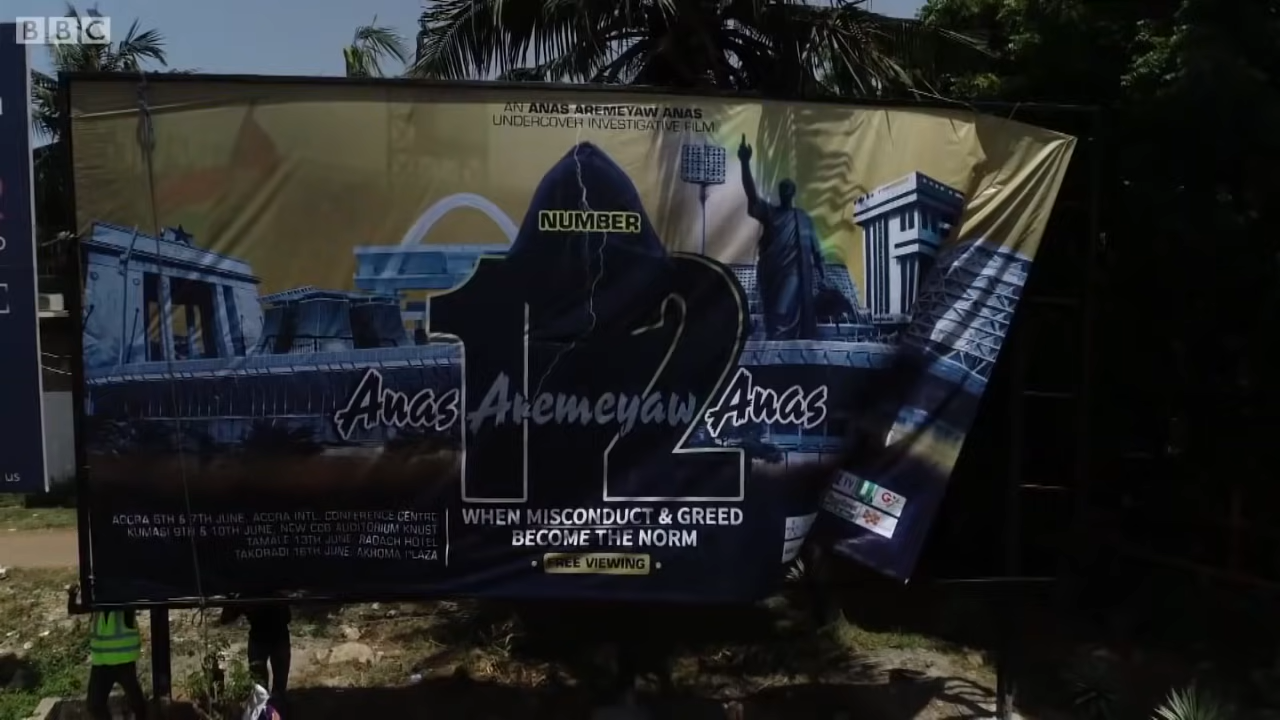 BBC
AN ANAS AREMEYAW ANAS
UNDERCOVER INVESTIGATIVE FILM
NUMBER
12
Anas Aremeyaw Anas
ACCRA 6TH & 7TH JUNE, ACCRA INTL. CONFERENCE CENTRE
KUMASI 9TH & 10TH JUNE, NEW CCB AUDITORIUM KNUST
TAMALE 13TH JUNE, RADACH HOTEL
TAKORADI 16TH JUNE, AKROMA PLAZA
WHEN MISCONDUCT & GREED
BECOME THE NORM
FREE VIEWING
us